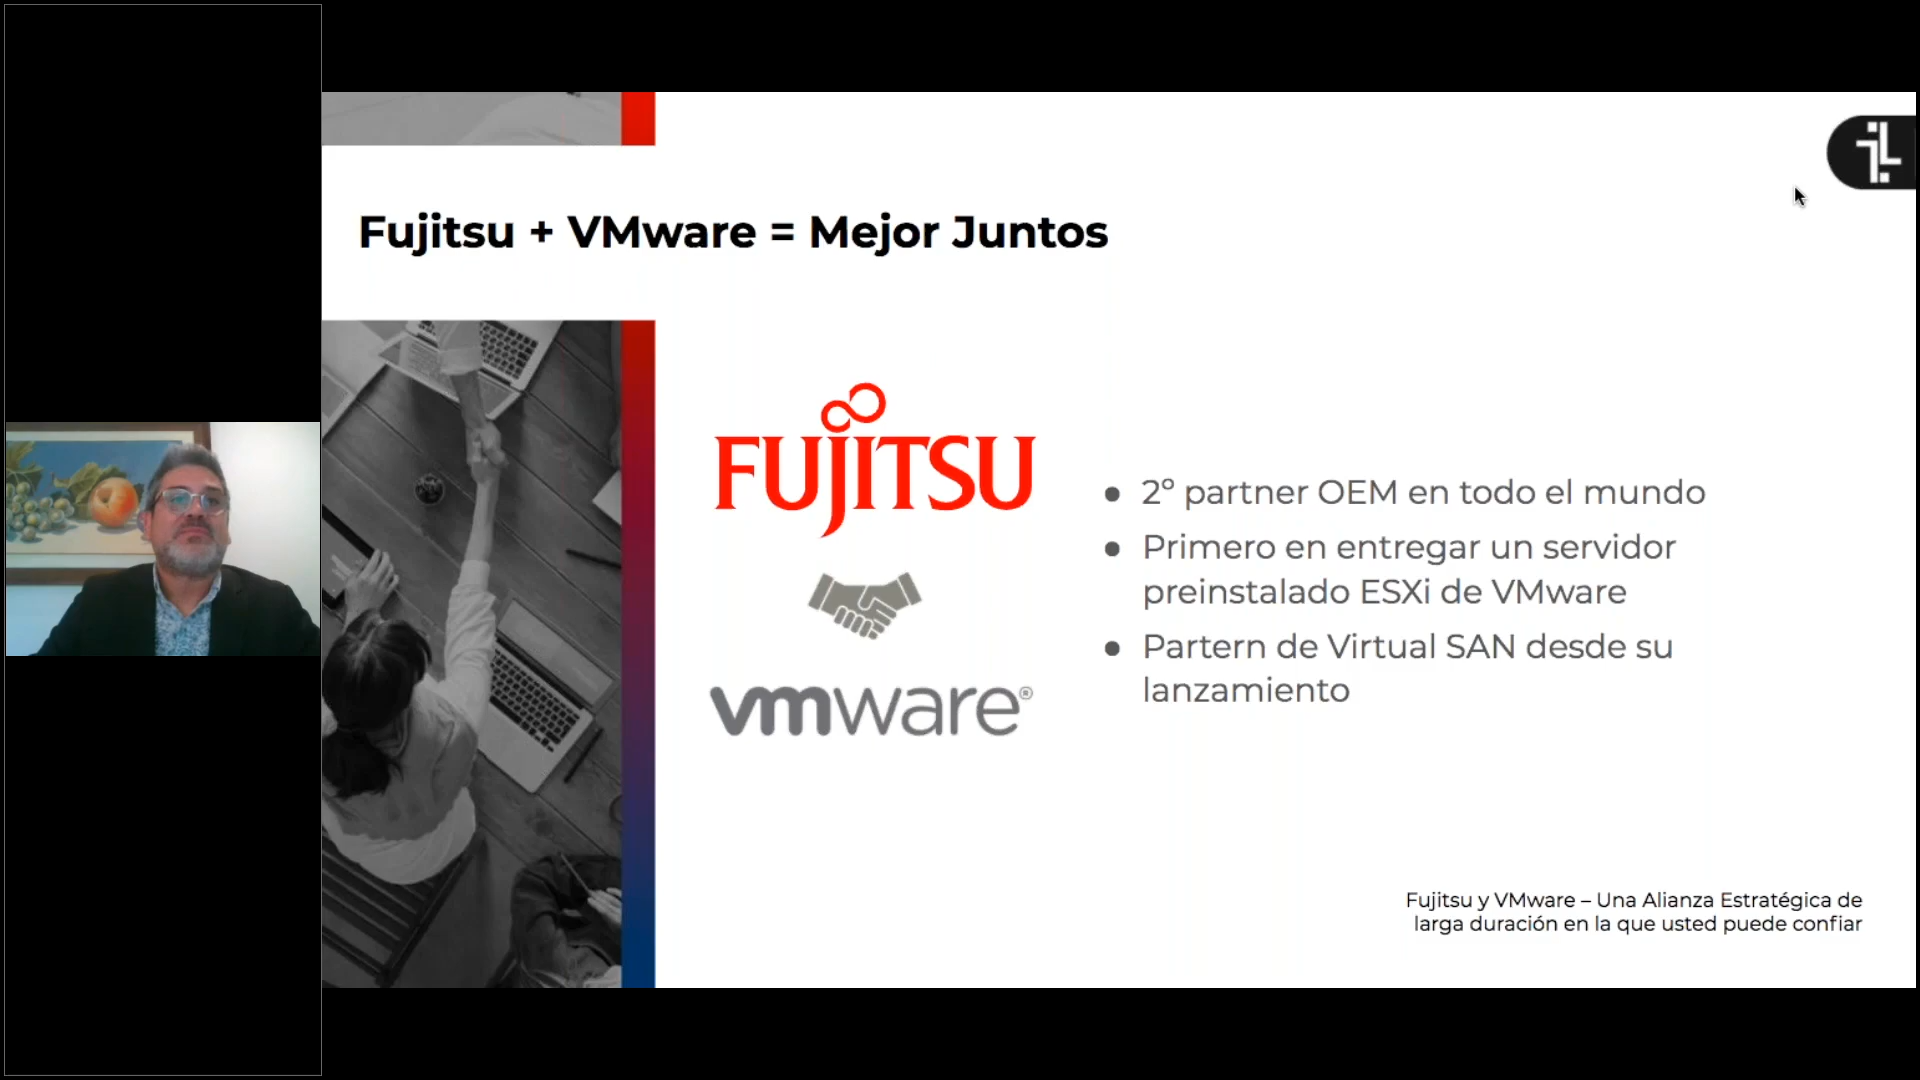 Fujitsu + VMware = Mejor Juntos
FUJITSU
vmware®
● 2º partner OEM en todo el mundo
● Primero en entregar un servidor
preinstalado ESXi de VMware
● Partern de Virtual SAN desde su
lanzamiento
Fujitsu y VMware – Una Alianza Estratégica de
larga duración en la que usted puede confiar